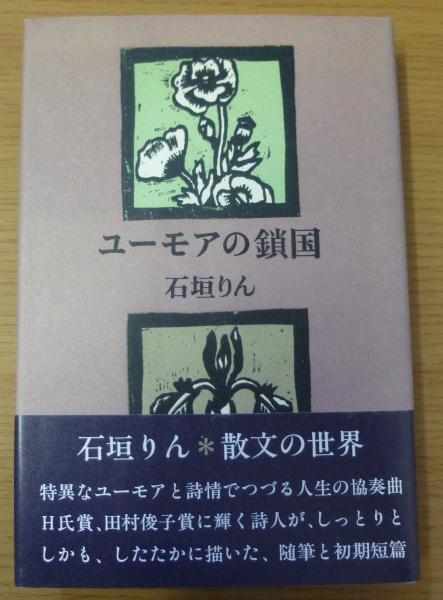 ユーモアの鎖国
石垣りん
石垣りん＊散文の世界
特異なユーモアと詩情でつづる人生の協奏曲
H氏賞、田村俊子賞に輝く詩人が、しっとりと
しかも、したたかに描いた、随筆と初期短篇